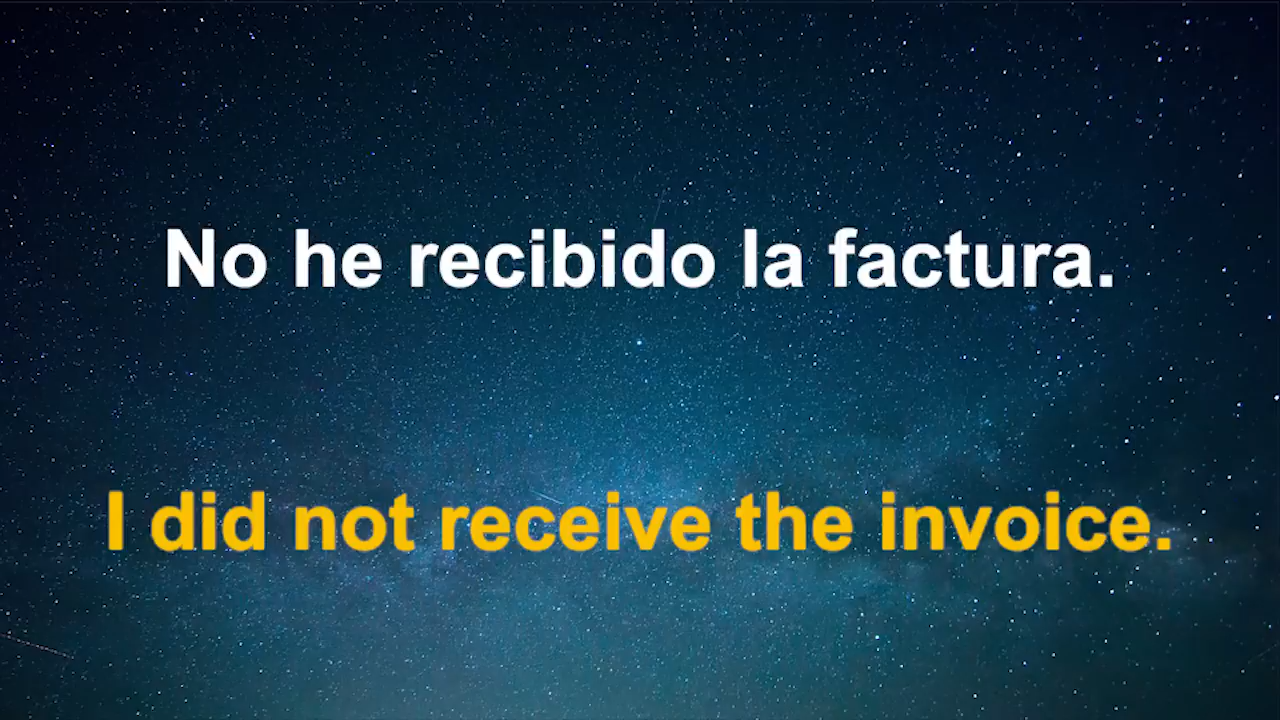 No he recibido la factura.
I did not receive the invoice.